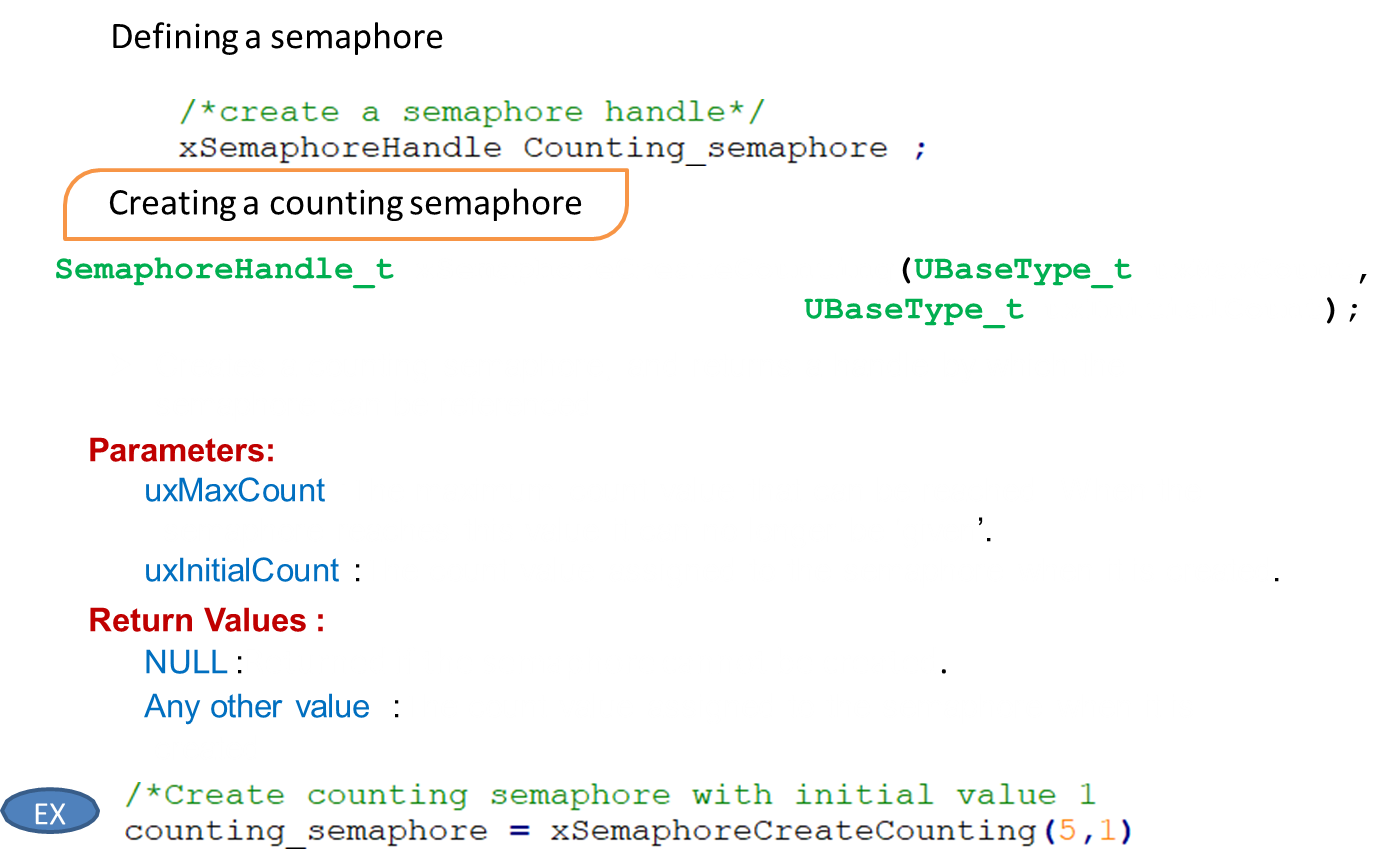 Defining a semaphore
/*create a semaphore handle*/
xSemaphoreHandle Counting_semaphore ;
Creating a counting semaphore
SemaphoreHandle_t (UBaseType_t ,
UBaseType_t );
Parameters:
uxMaxCount
’.
uxInitialCount : .
Return Values :
NULL : .
Any other value :
EX
/*Create counting semaphore with initial value 1
counting_semaphore = xSemaphoreCreateCounting(5,1)